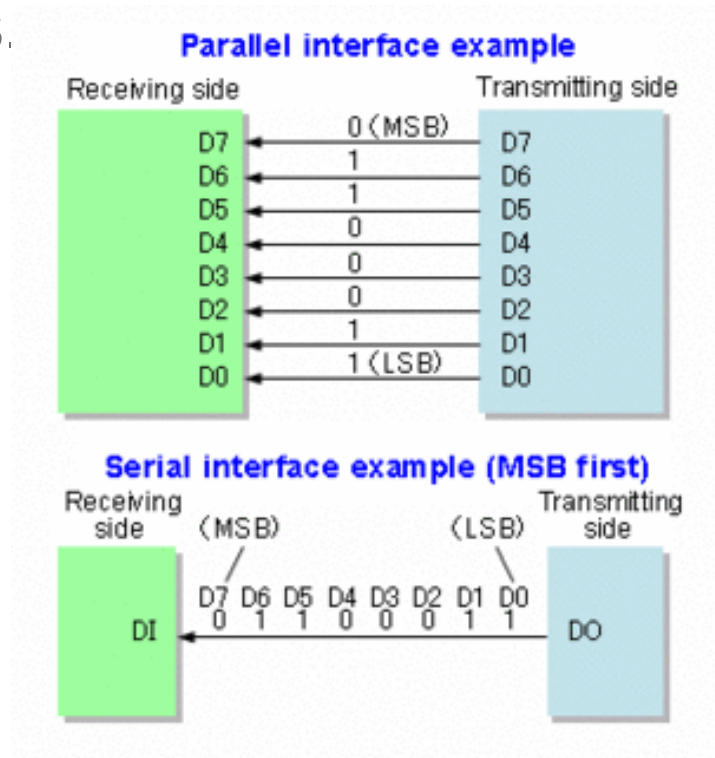 Parallel interface example
Receiving side Transmitting side
D7 0 (MSB) D7
D6 1 D6
D5 1 D5
D4 0 D4
D3 0 D3
D2 0 D2
D1 1 D1
D0 1 (LSB) D0
Serial interface example (MSB first)
Receiving side
Transmitting side
(MSB) (LSB)
D7 D6 D5 D4 D3 D2 D1 D0
0 1 1 0 0 0 1 1
DI DO